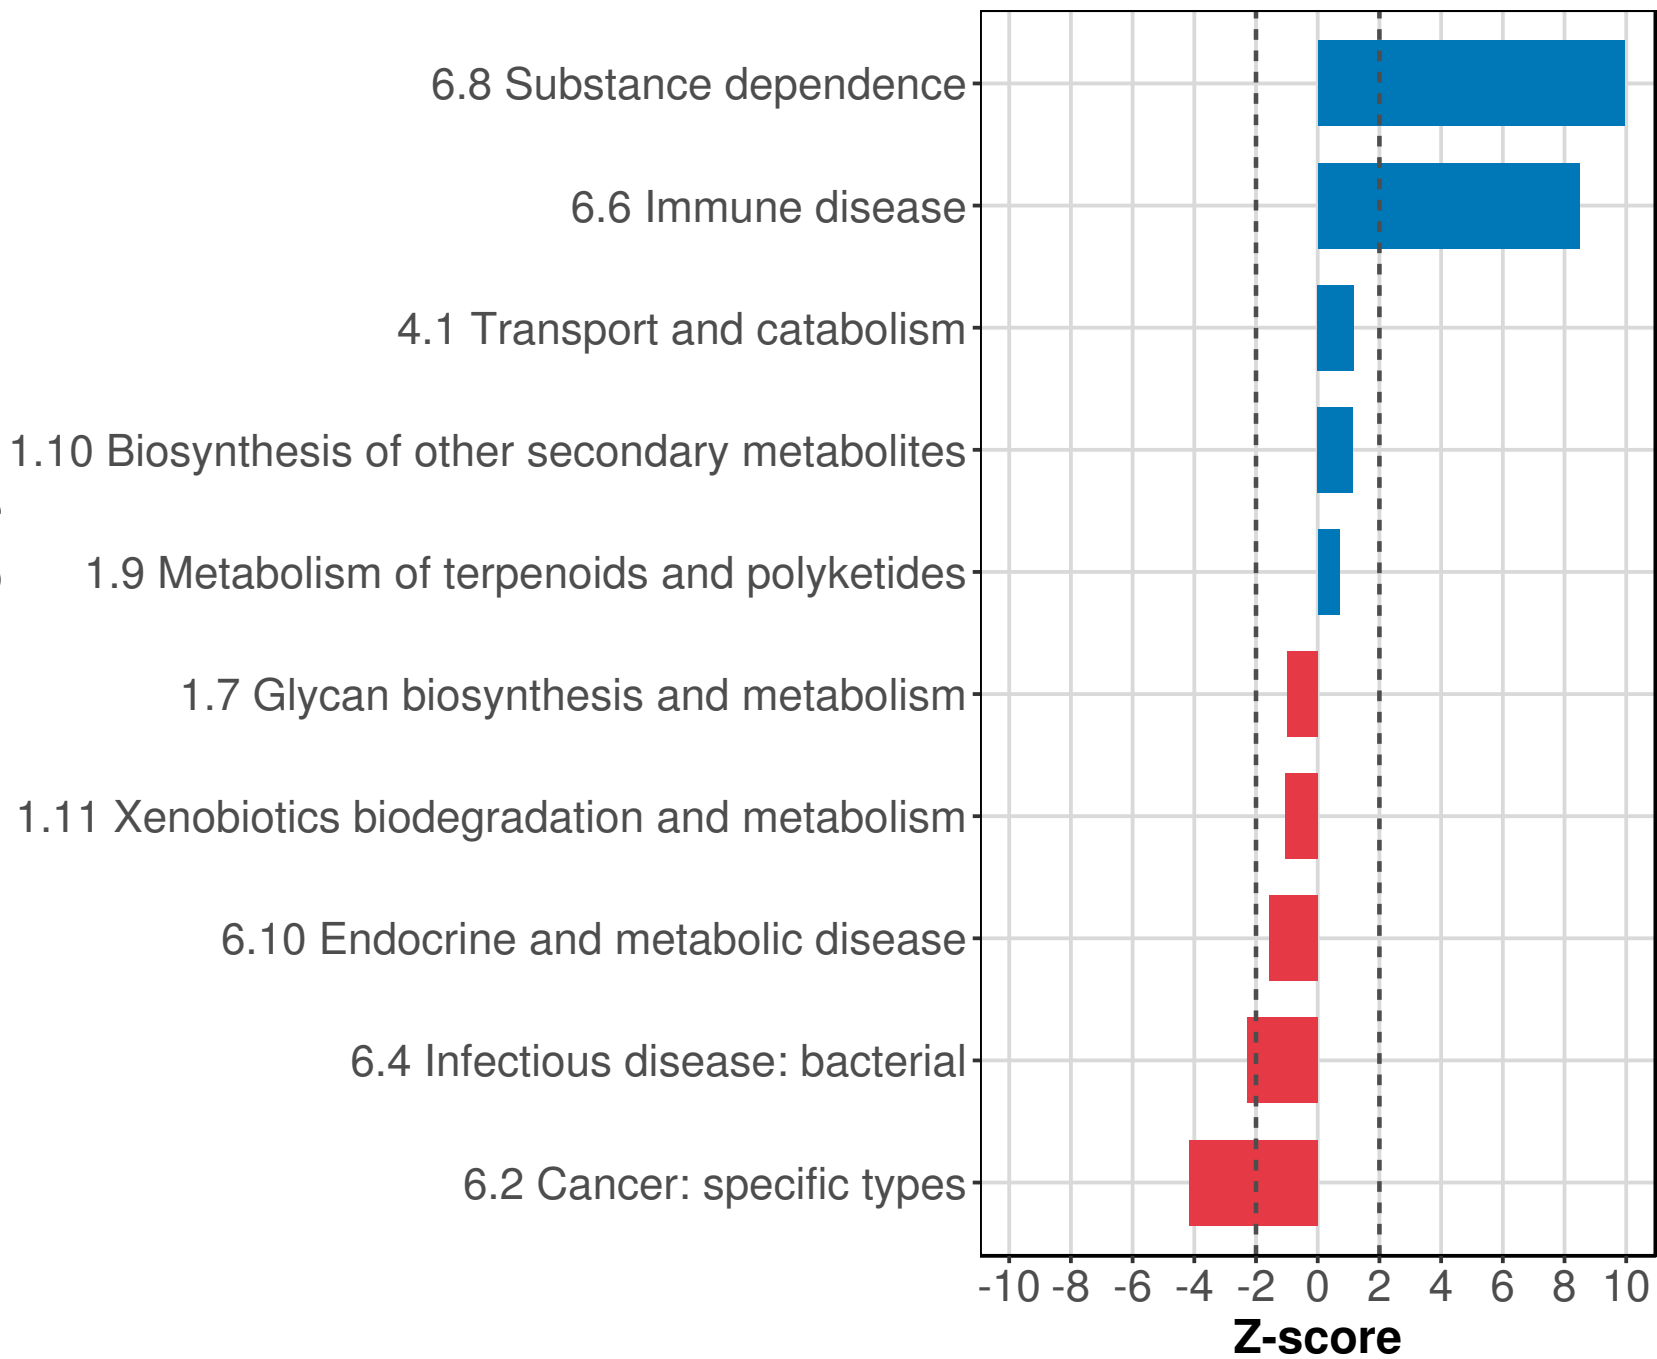 6.8 Substance dependence
6.6 Immune disease
4.1 Transport and catabolism
1.10 Biosynthesis of other secondary metabolites
1.9 Metabolism of terpenoids and polyketides
1.7 Glycan biosynthesis and metabolism
1.11 Xenobiotics biodegradation and metabolism
6.10 Endocrine and metabolic disease
6.4 Infectious disease: bacterial
6.2 Cancer: specific types
-10 -8 -6 -4 -2 0 2 4 6 8 10
Z-score